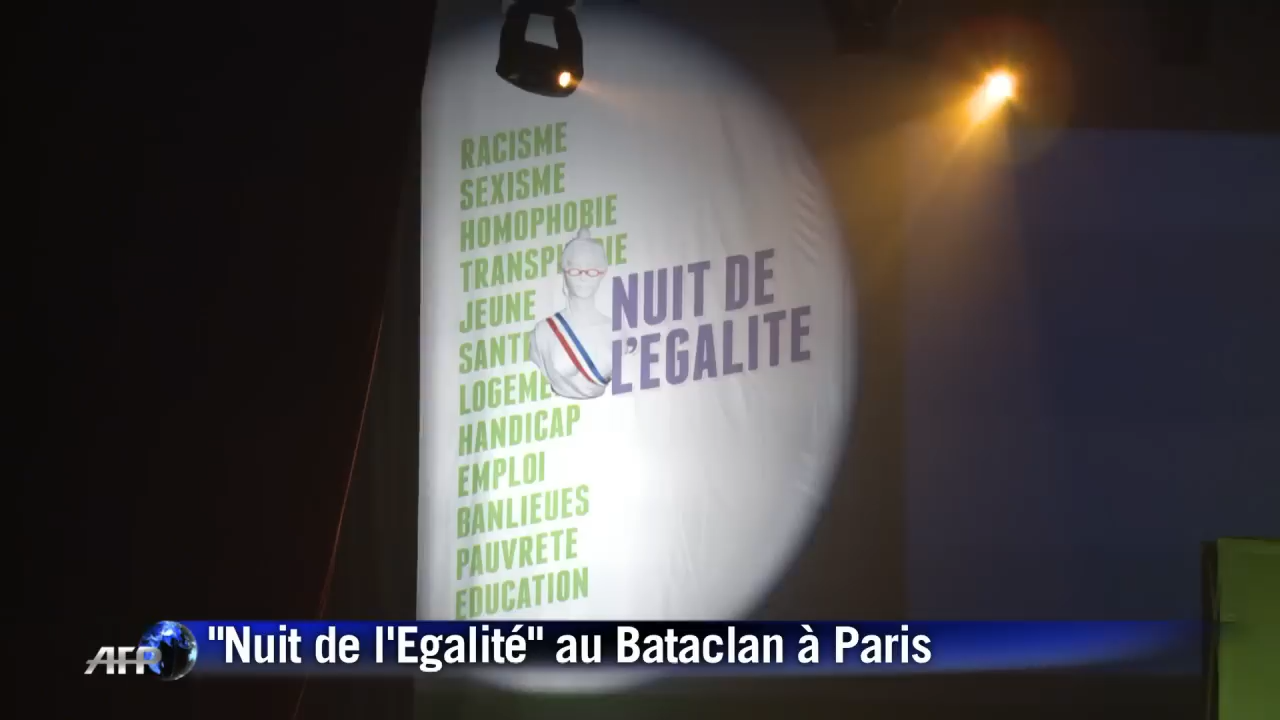 RACISME
SEXISME
HOMOPHOBIE
JEUNE
HANDICAP
EMPLOI
BANLIEUES
PAUVRETE
EDUCATION
NUIT DE
L'EGALITE
AFP
"Nuit de l'Egalité" au Bataclan à Paris